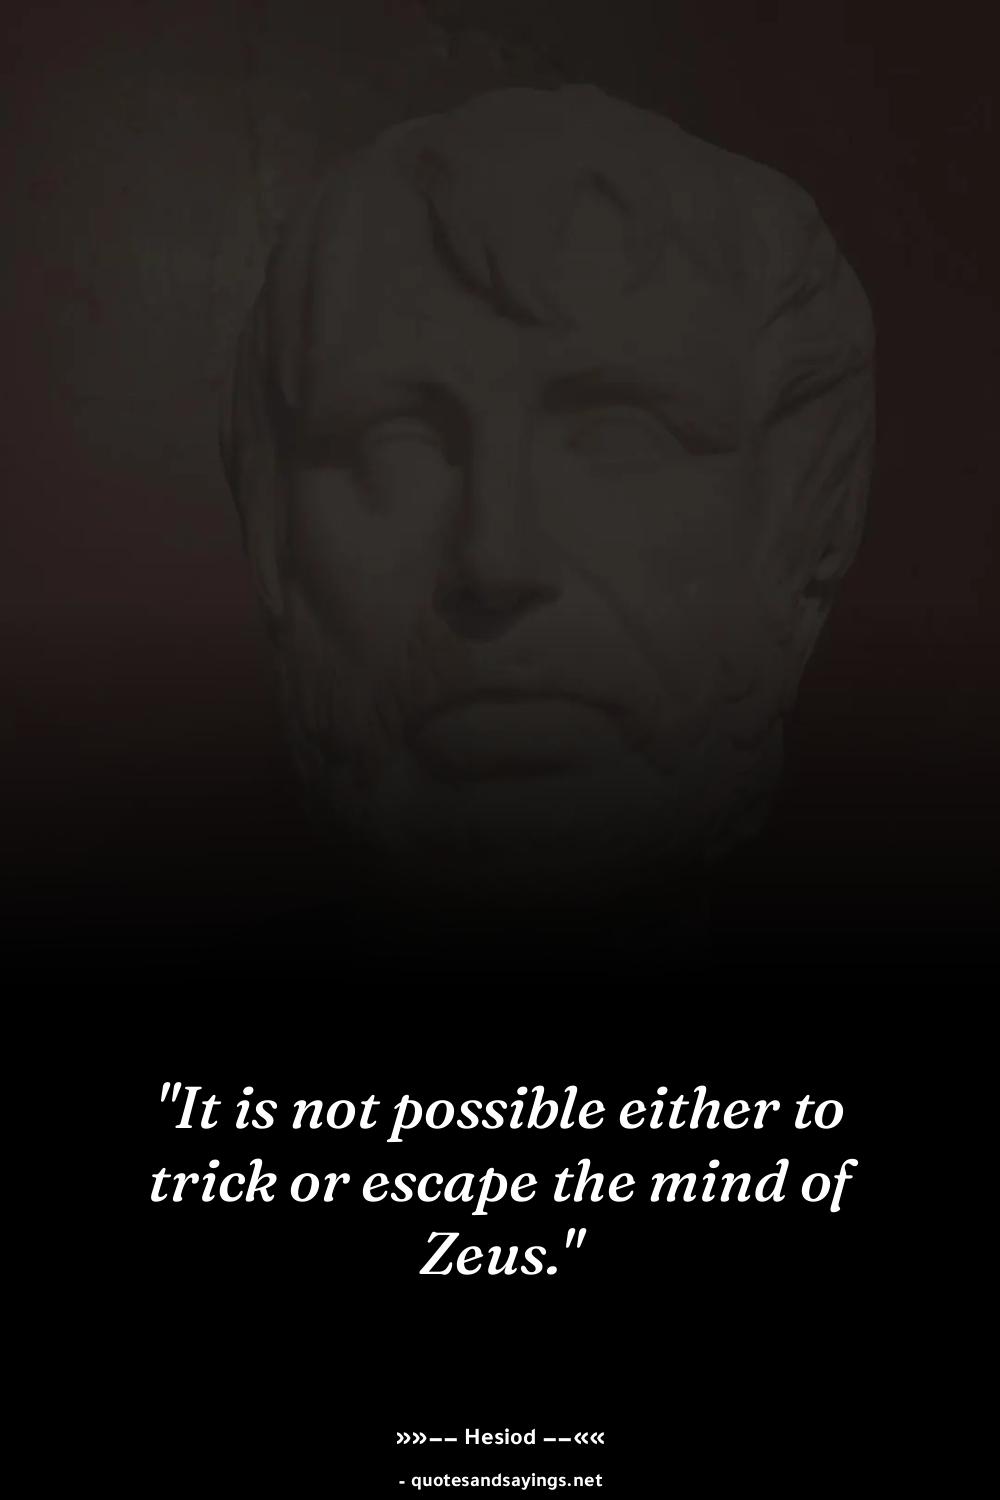 "It is not possible either to
trick or escape the mind of
Zeus."
»»–– Hesiod ––««
- quotesandsayings.net